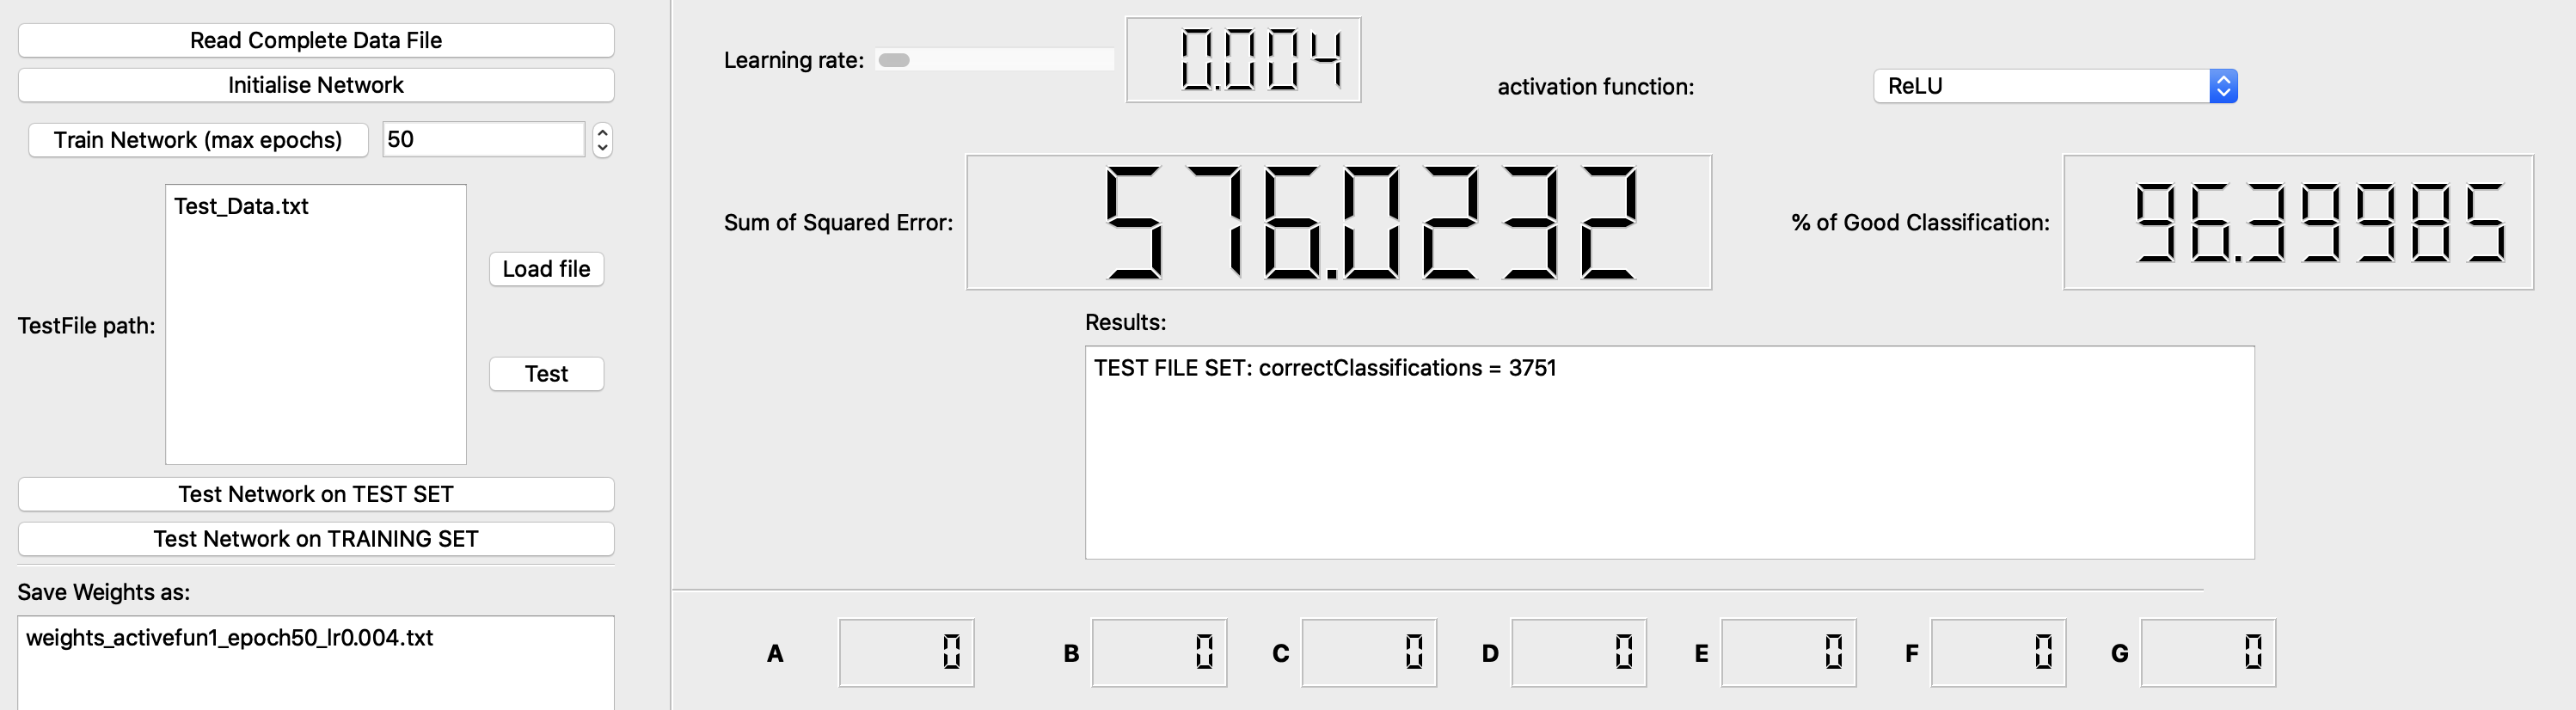 Read Complete Data File
Initialise Network
Train Network (max epochs) 50
TestFile path:
Test_Data.txt
Load file
Test
Test Network on TEST SET
Test Network on TRAINING SET
Save Weights as:
weights_activefun1_epoch50_lr0.004.txt
Learning rate: 0.004
activation function: ReLU
Sum of Squared Error: 576.0232
% of Good Classification: 96.39985
Results:
TEST FILE SET: correctClassifications = 3751
A 0 B 0 C 0 D 0 E 0 F 0 G 0